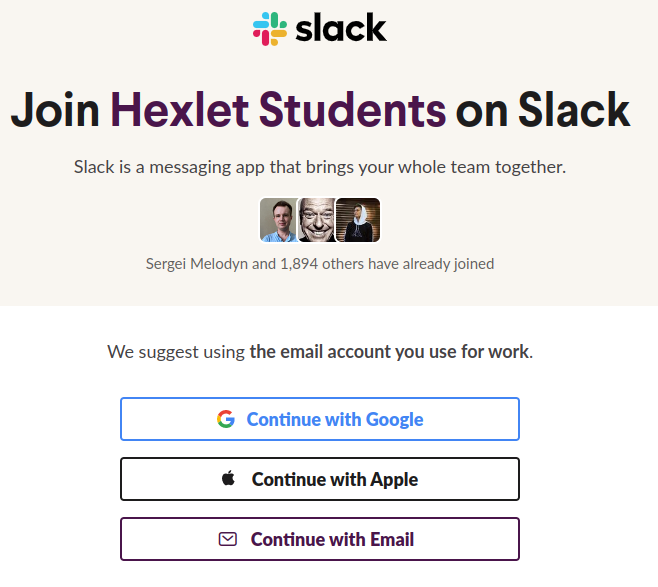 slack
Join Hexlet Students on Slack
Slack is a messaging app that brings your whole team together.
Sergei Melodyn and 1,894 others have already joined
We suggest using the email account you use for work.
Continue with Google
Continue with Apple
Continue with Email